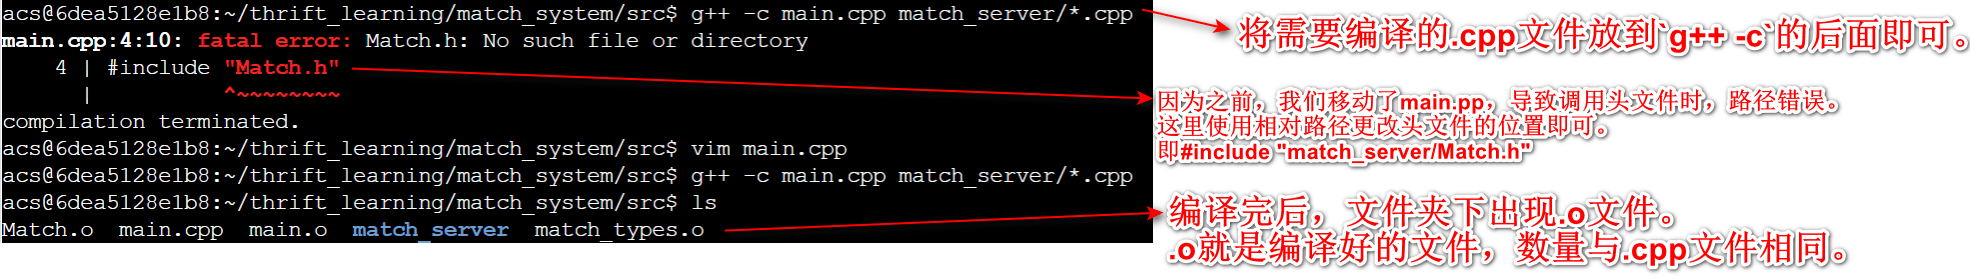 acs@6dea5128e1b8:~/thrift_learning/match_system/src$ g++ -c main.cpp match_server/*.cpp
main.cpp:4:10: fatal error: Match.h: No such file or directory
    4 | #include "Match.h"
      |          ^~~~~~~~~
compilation terminated.
acs@6dea5128e1b8:~/thrift_learning/match_system/src$ vim main.cpp
acs@6dea5128e1b8:~/thrift_learning/match_system/src$ g++ -c main.cpp match_server/*.cpp
acs@6dea5128e1b8:~/thrift_learning/match_system/src$ ls
Match.o  main.cpp  main.o  match_server  match_types.o
将需要编译的.cpp文件放到`g++ -c`的后面即可。
因为之前，我们移动了main.pp，导致调用头文件时，路径错误。
这里使用相对路径更改头文件的位置即可。
即#include "match_server/Match.h"
编译完后，文件夹下出现.o文件。
.o就是编译好的文件，数量与.cpp文件相同。